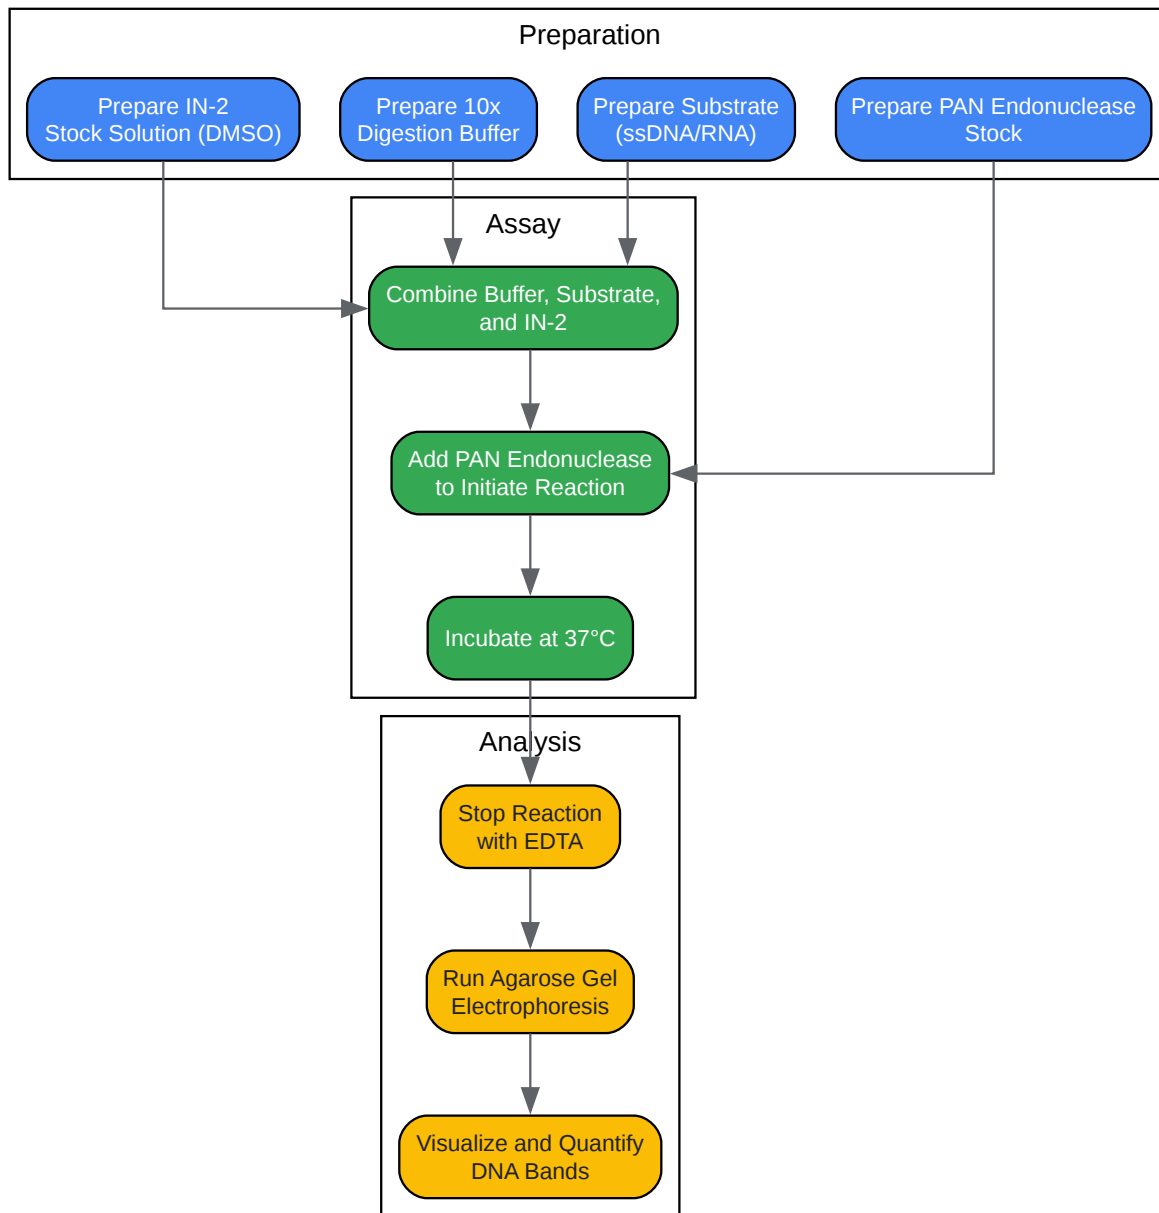 Preparation
Prepare IN-2
Stock Solution (DMSO)
Prepare 10x
Digestion Buffer
Prepare Substrate
(ssDNA/RNA)
Prepare PAN Endonuclease
Stock
Assay
Combine Buffer, Substrate,
and IN-2
Add PAN Endonuclease
to Initiate Reaction
Incubate at 37°C
Analysis
Stop Reaction
with EDTA
Run Agarose Gel
Electrophoresis
Visualize and Quantify
DNA Bands